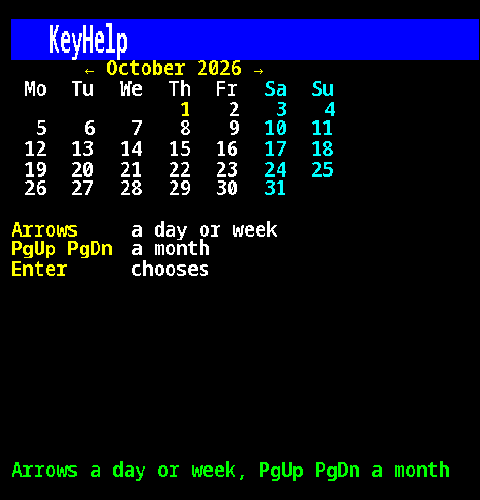 KeyHelp
← October 2026 →
Mo Tu We Th Fr Sa Su
1 2 3 4
5 6 7 8 9 10 11
12 13 14 15 16 17 18
19 20 21 22 23 24 25
26 27 28 29 30 31
Arrows a day or week
PgUp PgDn a month
Enter chooses
Arrows a day or week, PgUp PgDn a month